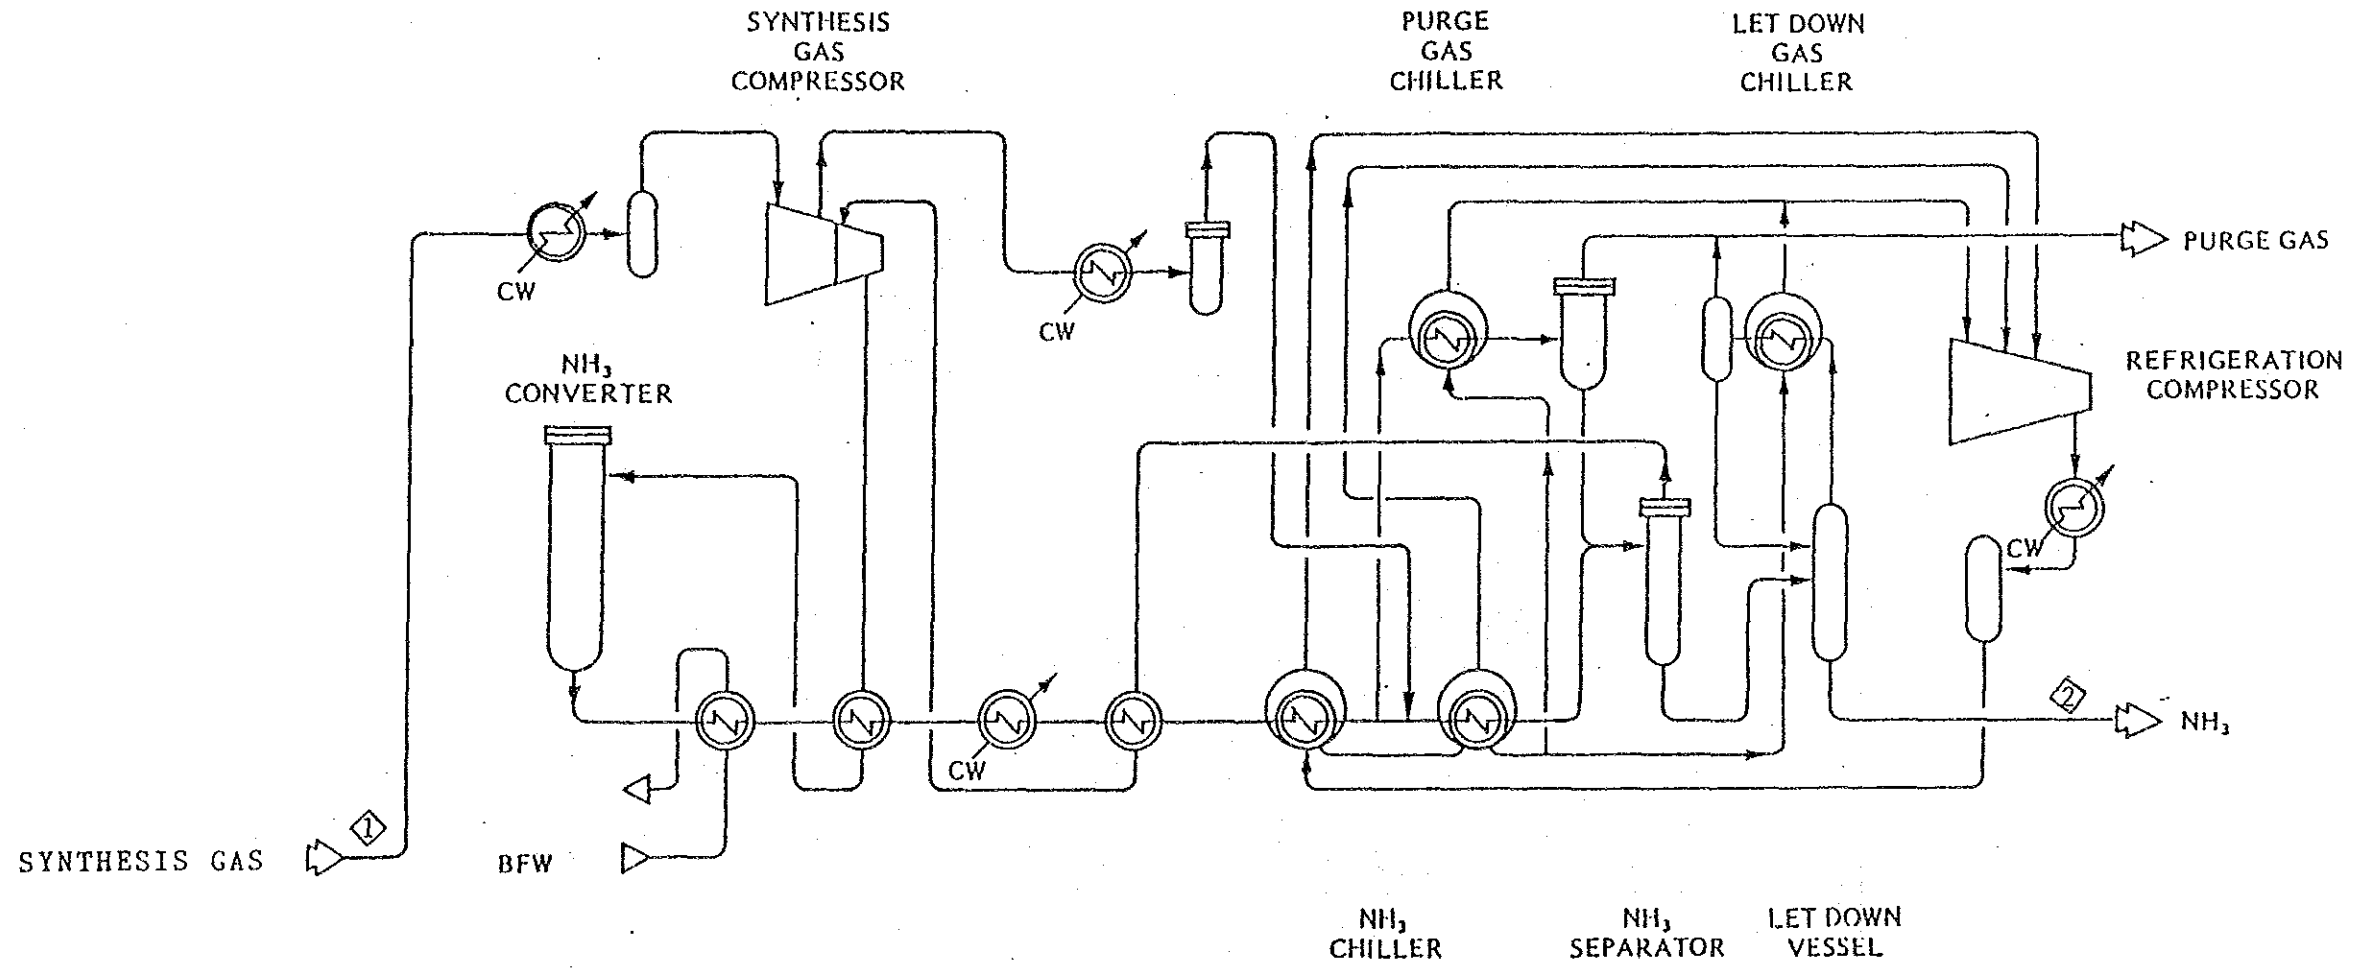 SYNTHESIS
GAS
COMPRESSOR
PURGE
GAS
CHILLER
LET DOWN
GAS
CHILLER
PURGE GAS
CW
CW
NH₃
CONVERTER
REFRIGERATION
COMPRESSOR
CW
2
NH₃
CW
1
SYNTHESIS GAS
BFW
NH₃
CHILLER
NH₃
SEPARATOR
LET DOWN
VESSEL